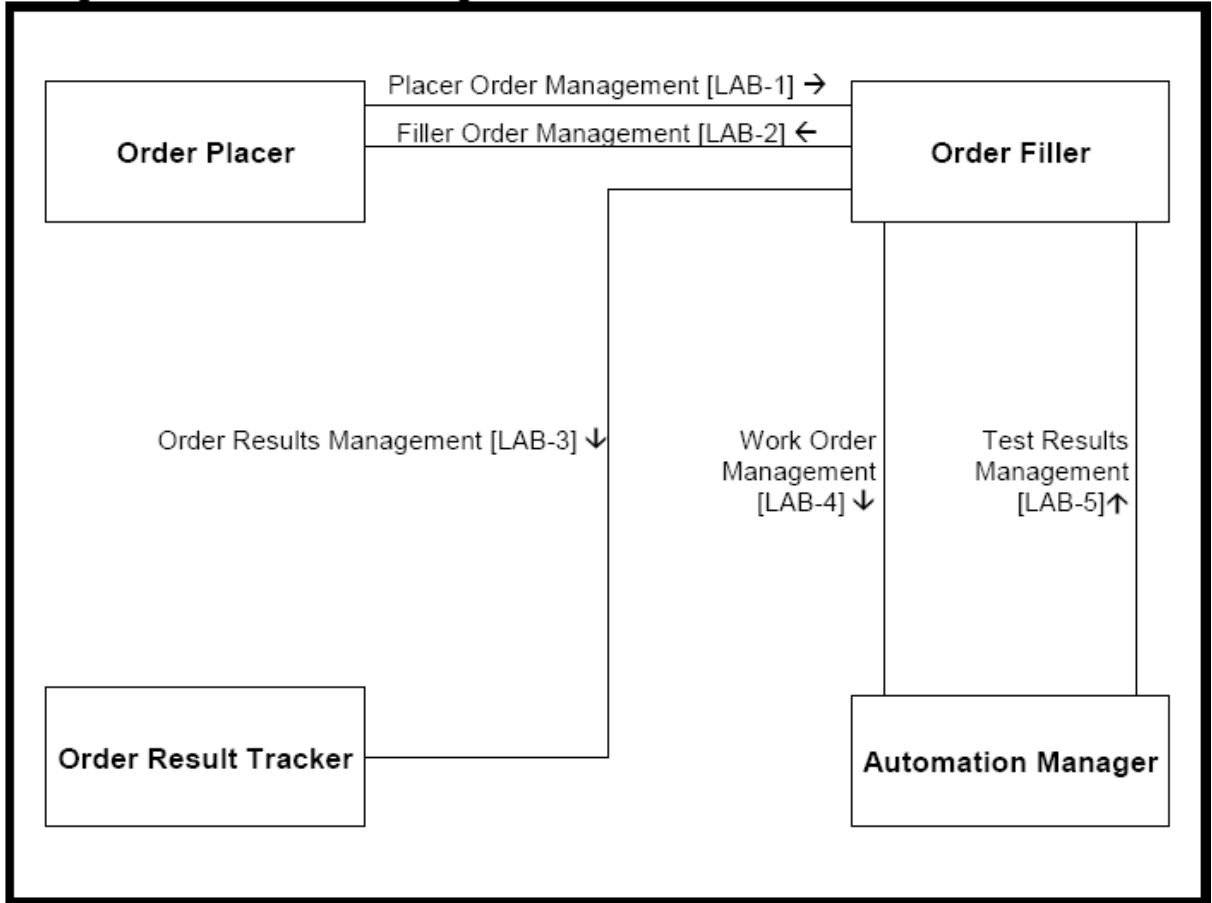 Placer Order Management [LAB-1] →
Filler Order Management [LAB-2] ←
Order Placer
Order Filler
Order Results Management [LAB-3] ↓
Work Order
Management
[LAB-4] ↓
Test Results
Management
[LAB-5]↑
Order Result Tracker
Automation Manager